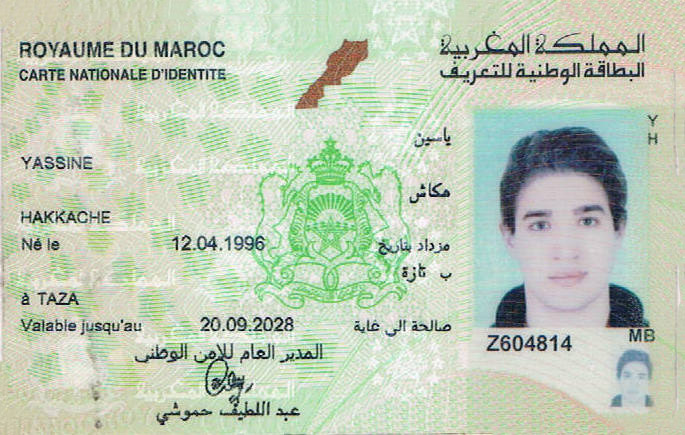 ROYAUME DU MAROC
المملكة المغربية
CARTE NATIONALE D'IDENTITE
البطاقة الوطنية للتعريف
ياسين
YASSINE
هكاش
HAKKACHE
Né le 12.04.1996 مزداد بتاريخ
ب تازة
à TAZA
Valable jusqu'au 20.09.2028 صالحة الى غاية
المدير العام للامن الوطني
عبد اللطيف حموشي
Y
H
Z604814
MB